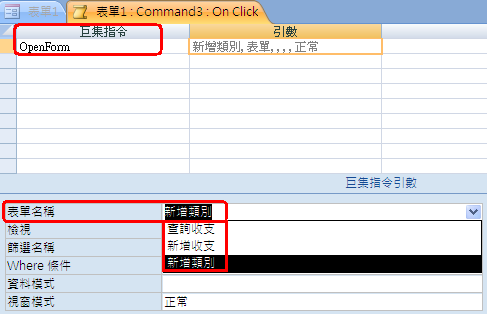 表單1 表單1 : Command3 : On Click
巨集指令 引數
OpenForm 新增類別, 表單, , , , 正常
巨集指令引數
表單名稱 新增類別
檢視 查詢收支
篩選名稱 新增收支
Where 條件 新增類別
資料模式
視窗模式 正常